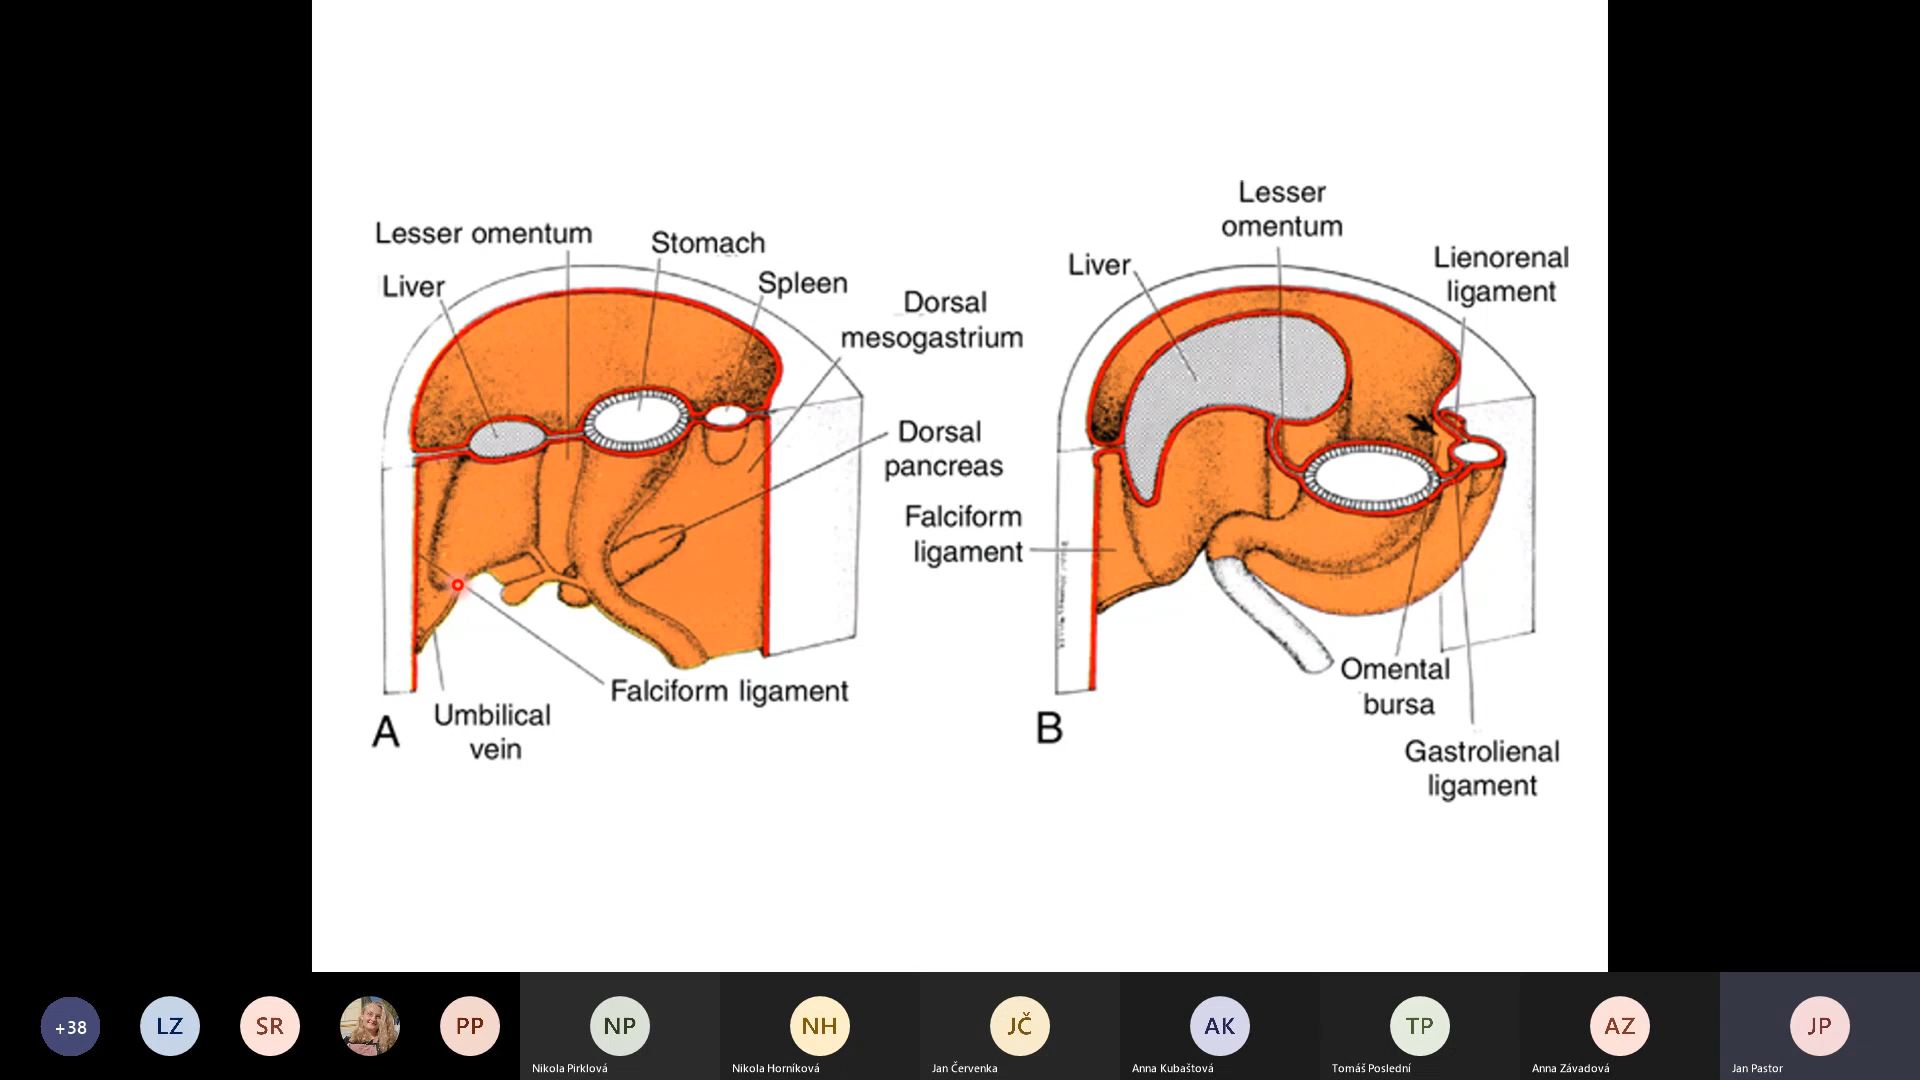 Lesser omentum
Stomach
Liver
Spleen
Dorsal
mesogastrium
Dorsal
pancreas
Falciform ligament
Umbilical
vein
A
Lesser
omentum
Liver
Lienorenal
ligament
Falciform
ligament
Omental
bursa
Gastrolienal
ligament
B
+38
LZ
SR
PP
NP
NH
JČ
AK
TP
AZ
JP
Nikola Pirklová
Nikola Horníková
Jan Červenka
Anna Kubaštová
Tomáš Poslední
Anna Závadová
Jan Pastor